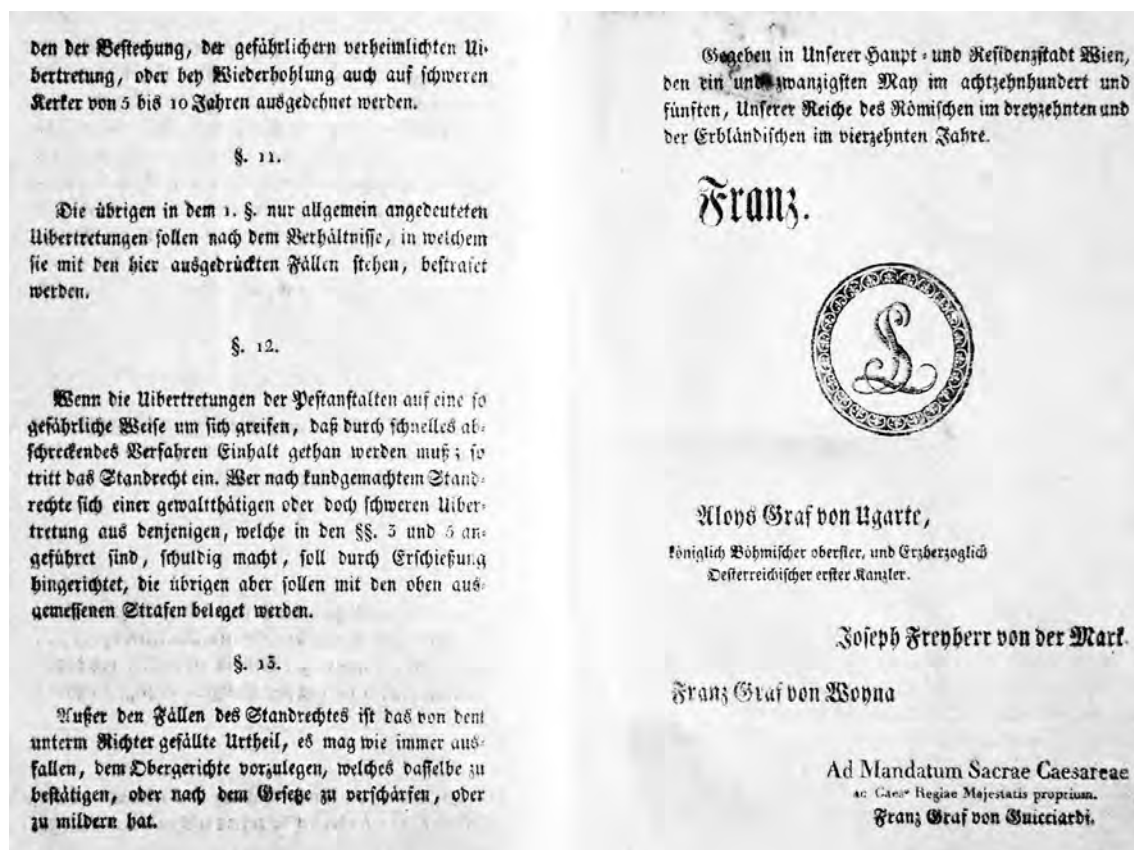 den der Bestechung, der gefährlichern verheimlichten Ui-
bertretung, oder bey Wiederhohlung auch auf schweren
Kerker von 5 bis 10 Jahren ausgedehnet werden.
§. 11.
Die übrigen in dem 1. §. nur allgemein angedeuteten
Uibertretungen sollen nach dem Verhältnisse, in welchem
sie mit den hier ausgedrückten Fällen stehen, bestrafet
werden.
§. 12.
Wenn die Uibertretungen der Pestanstalten auf eine so
gefährliche Weise um sich greifen, daß durch schnelles ab-
schreckendes Verfahren Einhalt gethan werden muß; so
tritt das Standrecht ein. Wer nach kundgemachtem Stand-
rechte sich einer gewaltthätigen oder doch schweren Uiber-
tretung aus denjenigen, welche in den §§. 3 und 5 an-
geführet sind, schuldig macht, soll durch Erschießung
hingerichtet, die übrigen aber sollen mit den oben aus-
gemessenen Strafen beleget werden.
§. 13.
Außer den Fällen des Standrechtes ist das von dem
unterm Richter gefällte Urtheil, es mag wie immer aus-
fallen, dem Obergerichte vorzulegen, welches dasselbe zu
bestätigen, oder nach dem Gesetze zu verschärfen, oder
zu mildern hat.
Gegeben in Unserer Haupt- und Residenzstadt Wien,
den ein und zwanzigsten May im achtzehnhundert und
fünften, Unserer Reiche des Römischen im dreyzehnten und
der Erbländischen im vierzehnten Jahre.
Franz.
LS
Aloys Graf von Ugarte,
königlich Böhmischer oberster, und Erzherzoglich
Oesterreichischer erster Kanzler.
Joseph Freyherr von der Mark.
Franz Graf von Woyna
Ad Mandatum Sacrae Caesareae
ac Caes. Regiae Majestatis proprium.
Franz Graf von Guicciardi.